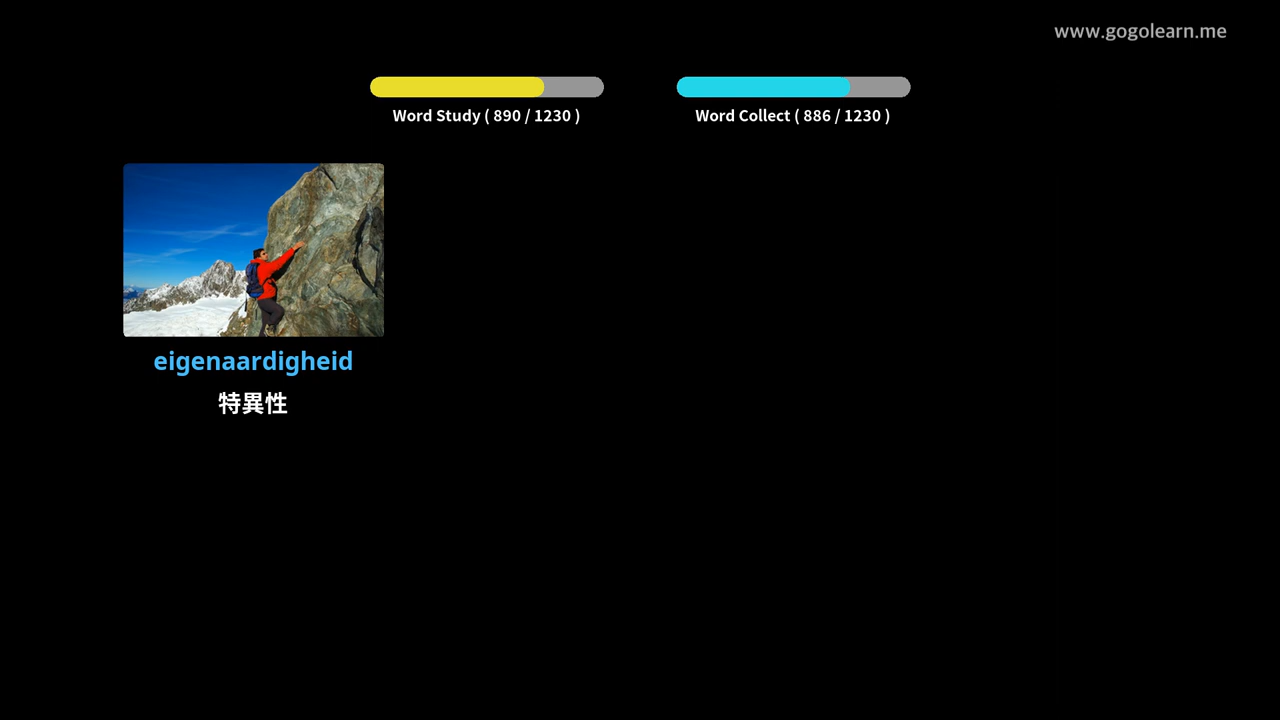 www.gogolearn.me
Word Study ( 890 / 1230 )
Word Collect ( 886 / 1230 )
eigenaardigheid
特異性